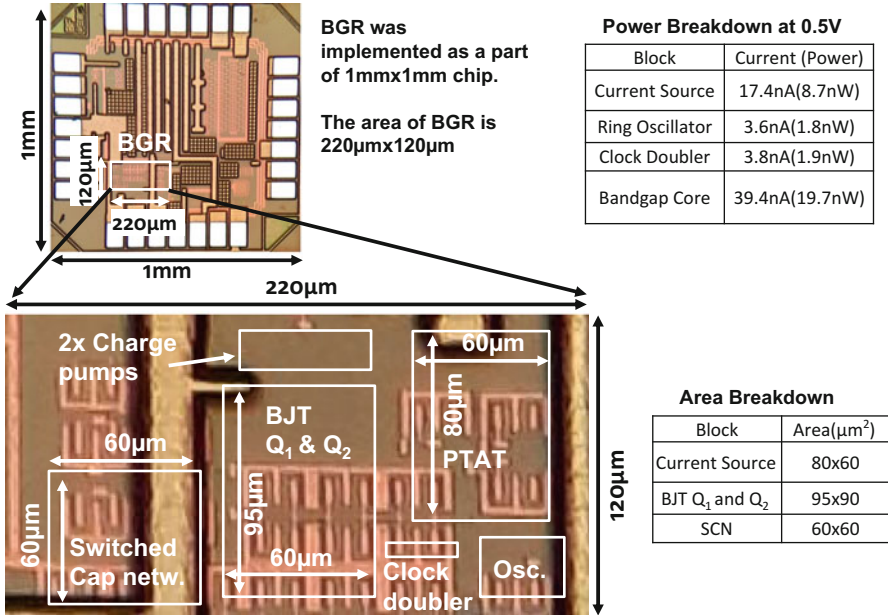 BGR was
implemented as a part
of 1mmx1mm chip.
The area of BGR is
220µmx120µm
1mm
BGR
120µm
220µm
1mm
Power Breakdown at 0.5V
Block Current (Power)
Current Source 17.4nA(8.7nW)
Ring Oscillator 3.6nA(1.8nW)
Clock Doubler 3.8nA(1.9nW)
Bandgap Core 39.4nA(19.7nW)
220µm
2x Charge
pumps
60µm
80µm
PTAT
BJT
Q1 & Q2
95µm
60µm
60µm
60µm
Switched
Cap netw.
Clock
doubler
Osc.
120µm
Area Breakdown
Block Area(µm²)
Current Source 80x60
BJT Q1 and Q2 95x90
SCN 60x60